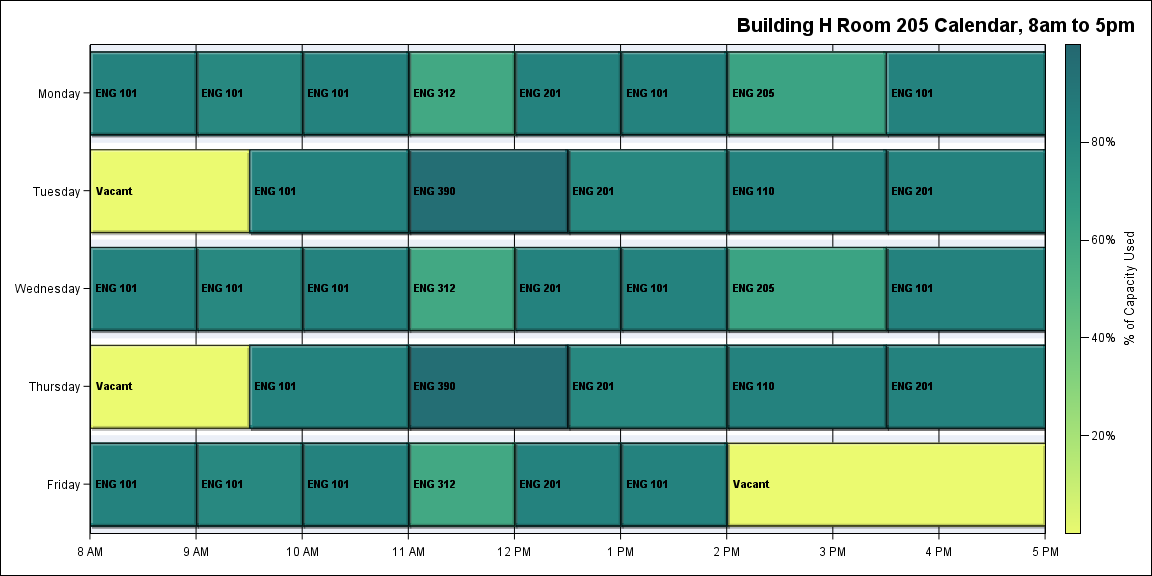 Building H Room 205 Calendar, 8am to 5pm
Monday
ENG 101
ENG 101
ENG 101
ENG 312
ENG 201
ENG 101
ENG 205
ENG 101
Tuesday
Vacant
ENG 101
ENG 390
ENG 201
ENG 110
ENG 201
Wednesday
ENG 101
ENG 101
ENG 101
ENG 312
ENG 201
ENG 101
ENG 205
ENG 101
Thursday
Vacant
ENG 101
ENG 390
ENG 201
ENG 110
ENG 201
Friday
ENG 101
ENG 101
ENG 101
ENG 312
ENG 201
ENG 101
Vacant
8 AM
9 AM
10 AM
11 AM
12 PM
1 PM
2 PM
3 PM
4 PM
5 PM
80%
60%
40%
20%
% of Capacity Used